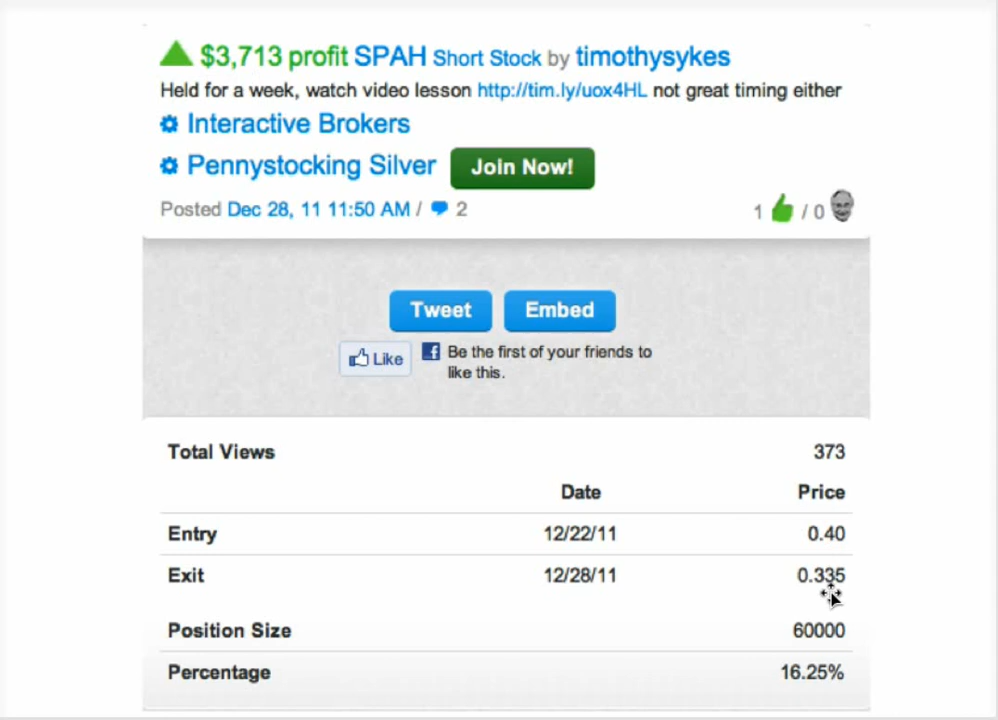 $3,713 profit SPAH Short Stock by timothysykes
Held for a week, watch video lesson http://tim.ly/uox4HL not great timing either
Interactive Brokers
Pennystocking Silver Join Now!
Posted Dec 28, 11 11:50 AM / 2
1 / 0
Tweet Embed
Like Be the first of your friends to
like this.
Total Views 373
Date Price
Entry 12/22/11 0.40
Exit 12/28/11 0.335
Position Size 60000
Percentage 16.25%